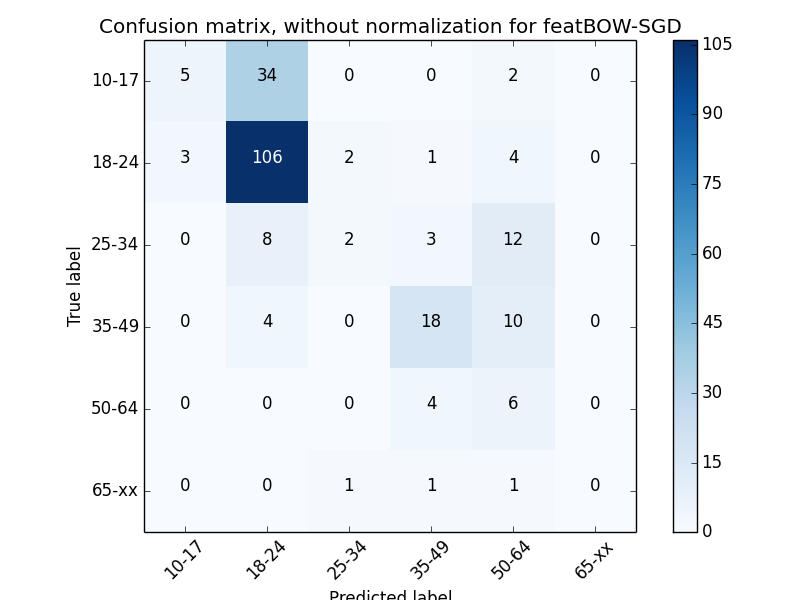 Confusion matrix, without normalization for featBOW-SGD
10-17 5 34 0 0 2 0
18-24 3 106 2 1 4 0
25-34 0 8 2 3 12 0
35-49 0 4 0 18 10 0
50-64 0 0 0 4 6 0
65-xx 0 0 1 1 1 0
10-17 18-24 25-34 35-49 50-64 65-xx
True label
Predicted label
105
90
75
60
45
30
15
0